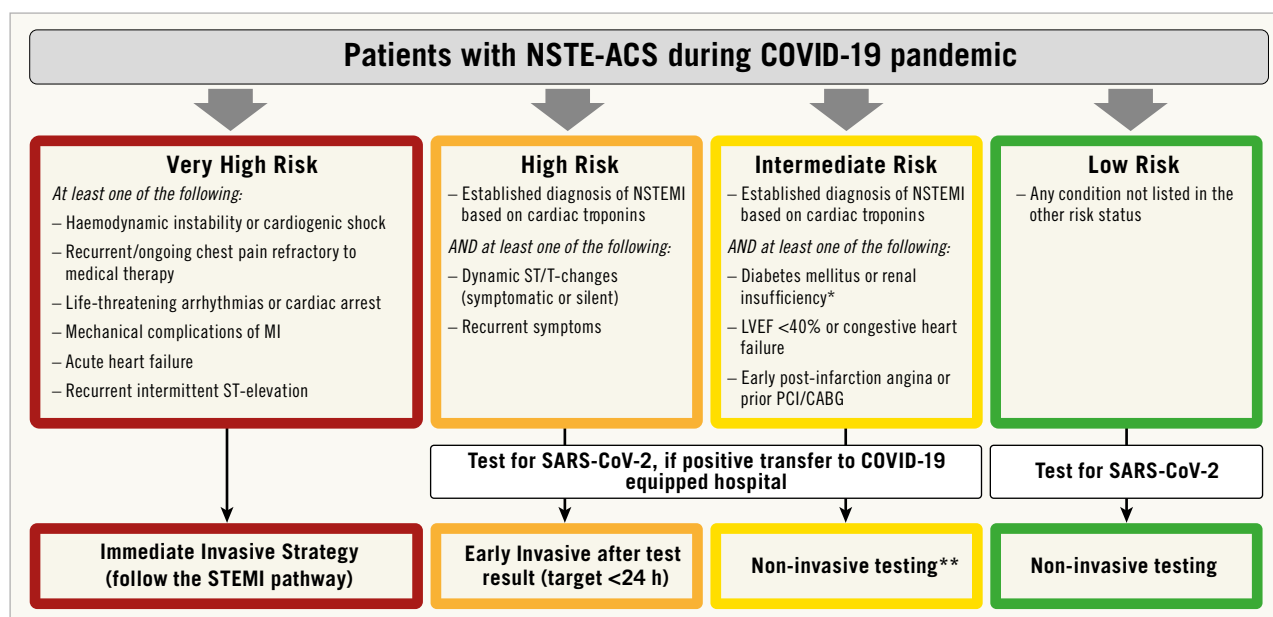 Patients with NSTE-ACS during COVID-19 pandemic
Very High Risk
At least one of the following:
– Haemodynamic instability or cardiogenic shock
– Recurrent/ongoing chest pain refractory to
medical therapy
– Life-threatening arrhythmias or cardiac arrest
– Mechanical complications of MI
– Acute heart failure
– Recurrent intermittent ST-elevation
High Risk
– Established diagnosis of NSTEMI
based on cardiac troponins
AND at least one of the following:
– Dynamic ST/T-changes
(symptomatic or silent)
– Recurrent symptoms
Intermediate Risk
– Established diagnosis of NSTEMI
based on cardiac troponins
AND at least one of the following:
– Diabetes mellitus or renal
insufficiency*
– LVEF <40% or congestive heart
failure
– Early post-infarction angina or
prior PCI/CABG
Low Risk
– Any condition not listed in the
other risk status
Test for SARS-CoV-2, if positive transfer to COVID-19
equipped hospital
Test for SARS-CoV-2
Immediate Invasive Strategy
(follow the STEMI pathway)
Early Invasive after test
result (target <24 h)
Non-invasive testing**
Non-invasive testing